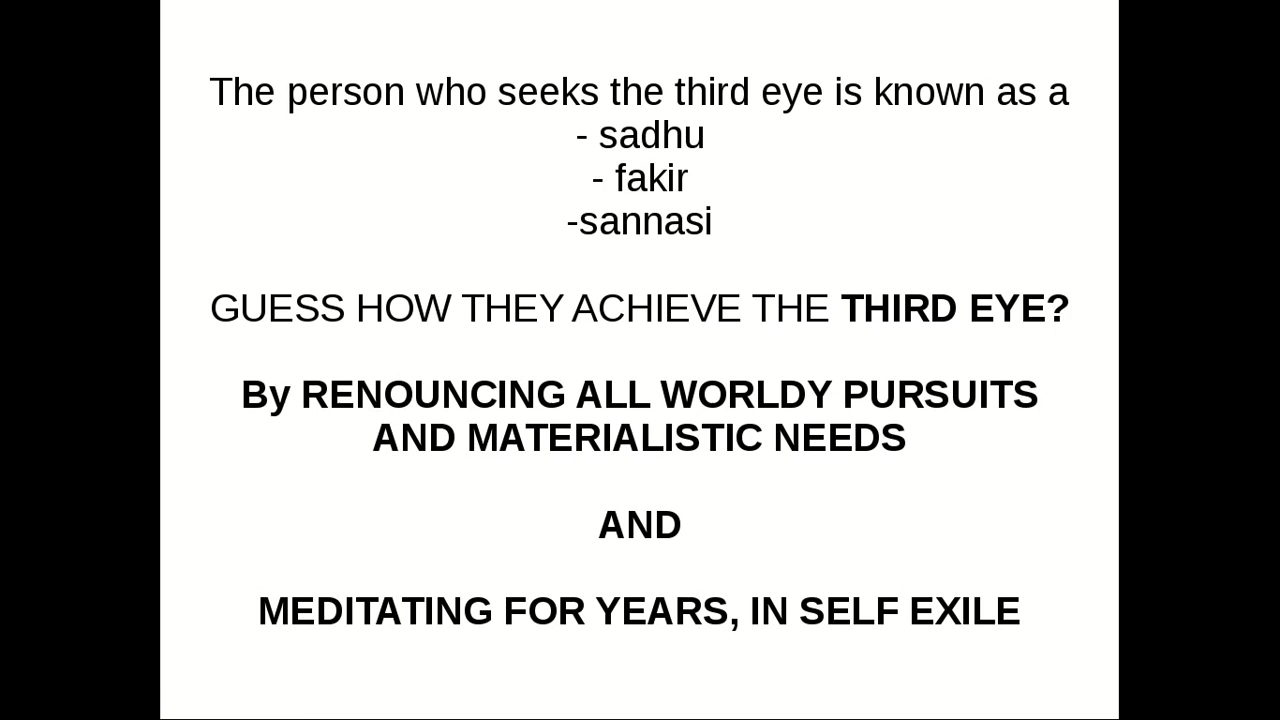 The person who seeks the third eye is known as a
- sadhu
- fakir
-sannasi
GUESS HOW THEY ACHIEVE THE THIRD EYE?
By RENOUNCING ALL WORLDY PURSUITS
AND MATERIALISTIC NEEDS
AND
MEDITATING FOR YEARS, IN SELF EXILE